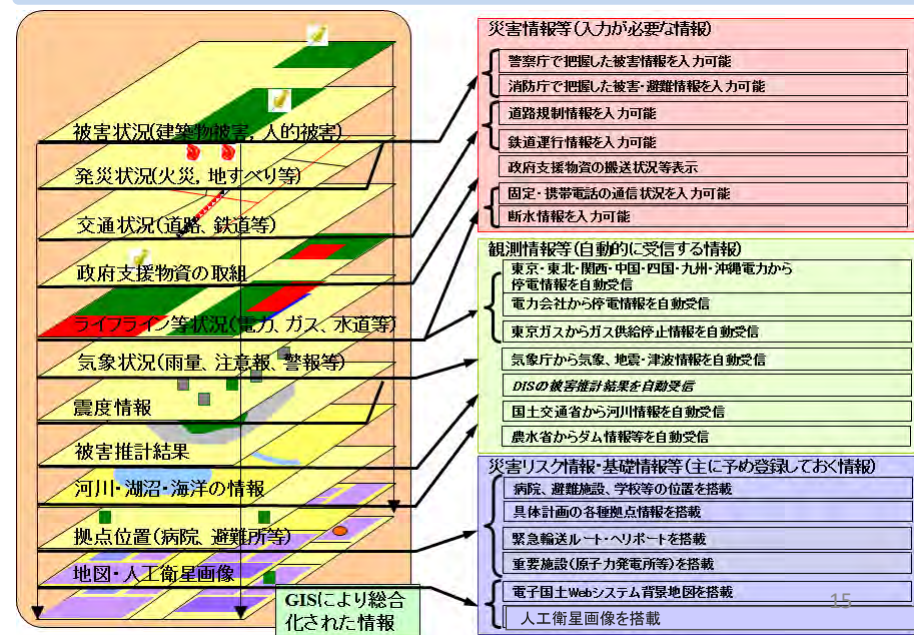 被害状況(建築物被害, 人的被害)
発災状況(火災, 地すべり等)
交通状況(道路、鉄道等)
政府支援物資の取組
ライフライン等状況(電力、ガス、水道等)
気象状況(雨量、注意報、警報等)
震度情報
被害推計結果
河川・湖沼・海洋の情報
拠点位置(病院、避難所等)
地図・人工衛星画像
GISにより総合
化された情報
災害情報等(入力が必要な情報)
警察庁で把握した被害情報を入力可能
消防庁で把握した被害・避難情報を入力可能
道路規制情報を入力可能
鉄道運行情報を入力可能
政府支援物資の搬送状況等表示
固定・携帯電話の通信状況を入力可能
断水情報を入力可能
観測情報等(自動的に受信する情報)
東京・東北・関西・中国・四国・九州・沖縄電力から
停電情報を自動受信
電力会社から停電情報を自動受信
東京ガスからガス供給停止情報を自動受信
気象庁から気象、地震・津波情報を自動受信
DISの被害推計結果を自動受信
国土交通省から河川情報を自動受信
農水省からダム情報等を自動受信
災害リスク情報・基礎情報等(主に予め登録しておく情報)
病院、避難施設、学校等の位置を搭載
具体計画の各種拠点情報を搭載
緊急輸送ルート・ヘリポートを搭載
重要施設(原子力発電所等)を搭載
電子国土Webシステム背景地図を搭載
人工衛星画像を搭載
15